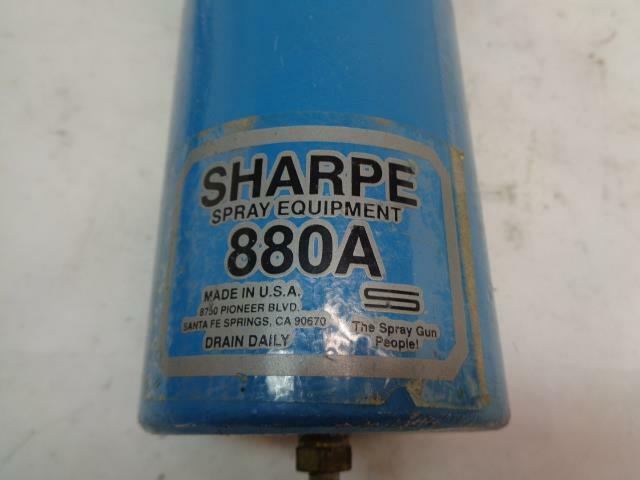 SHARPE
SPRAY EQUIPMENT
880A
MADE IN U.S.A.
8750 PIONEER BLVD.
SANTA FE SPRINGS, CA 90670
DRAIN DAILY
S
The Spray Gun
People!